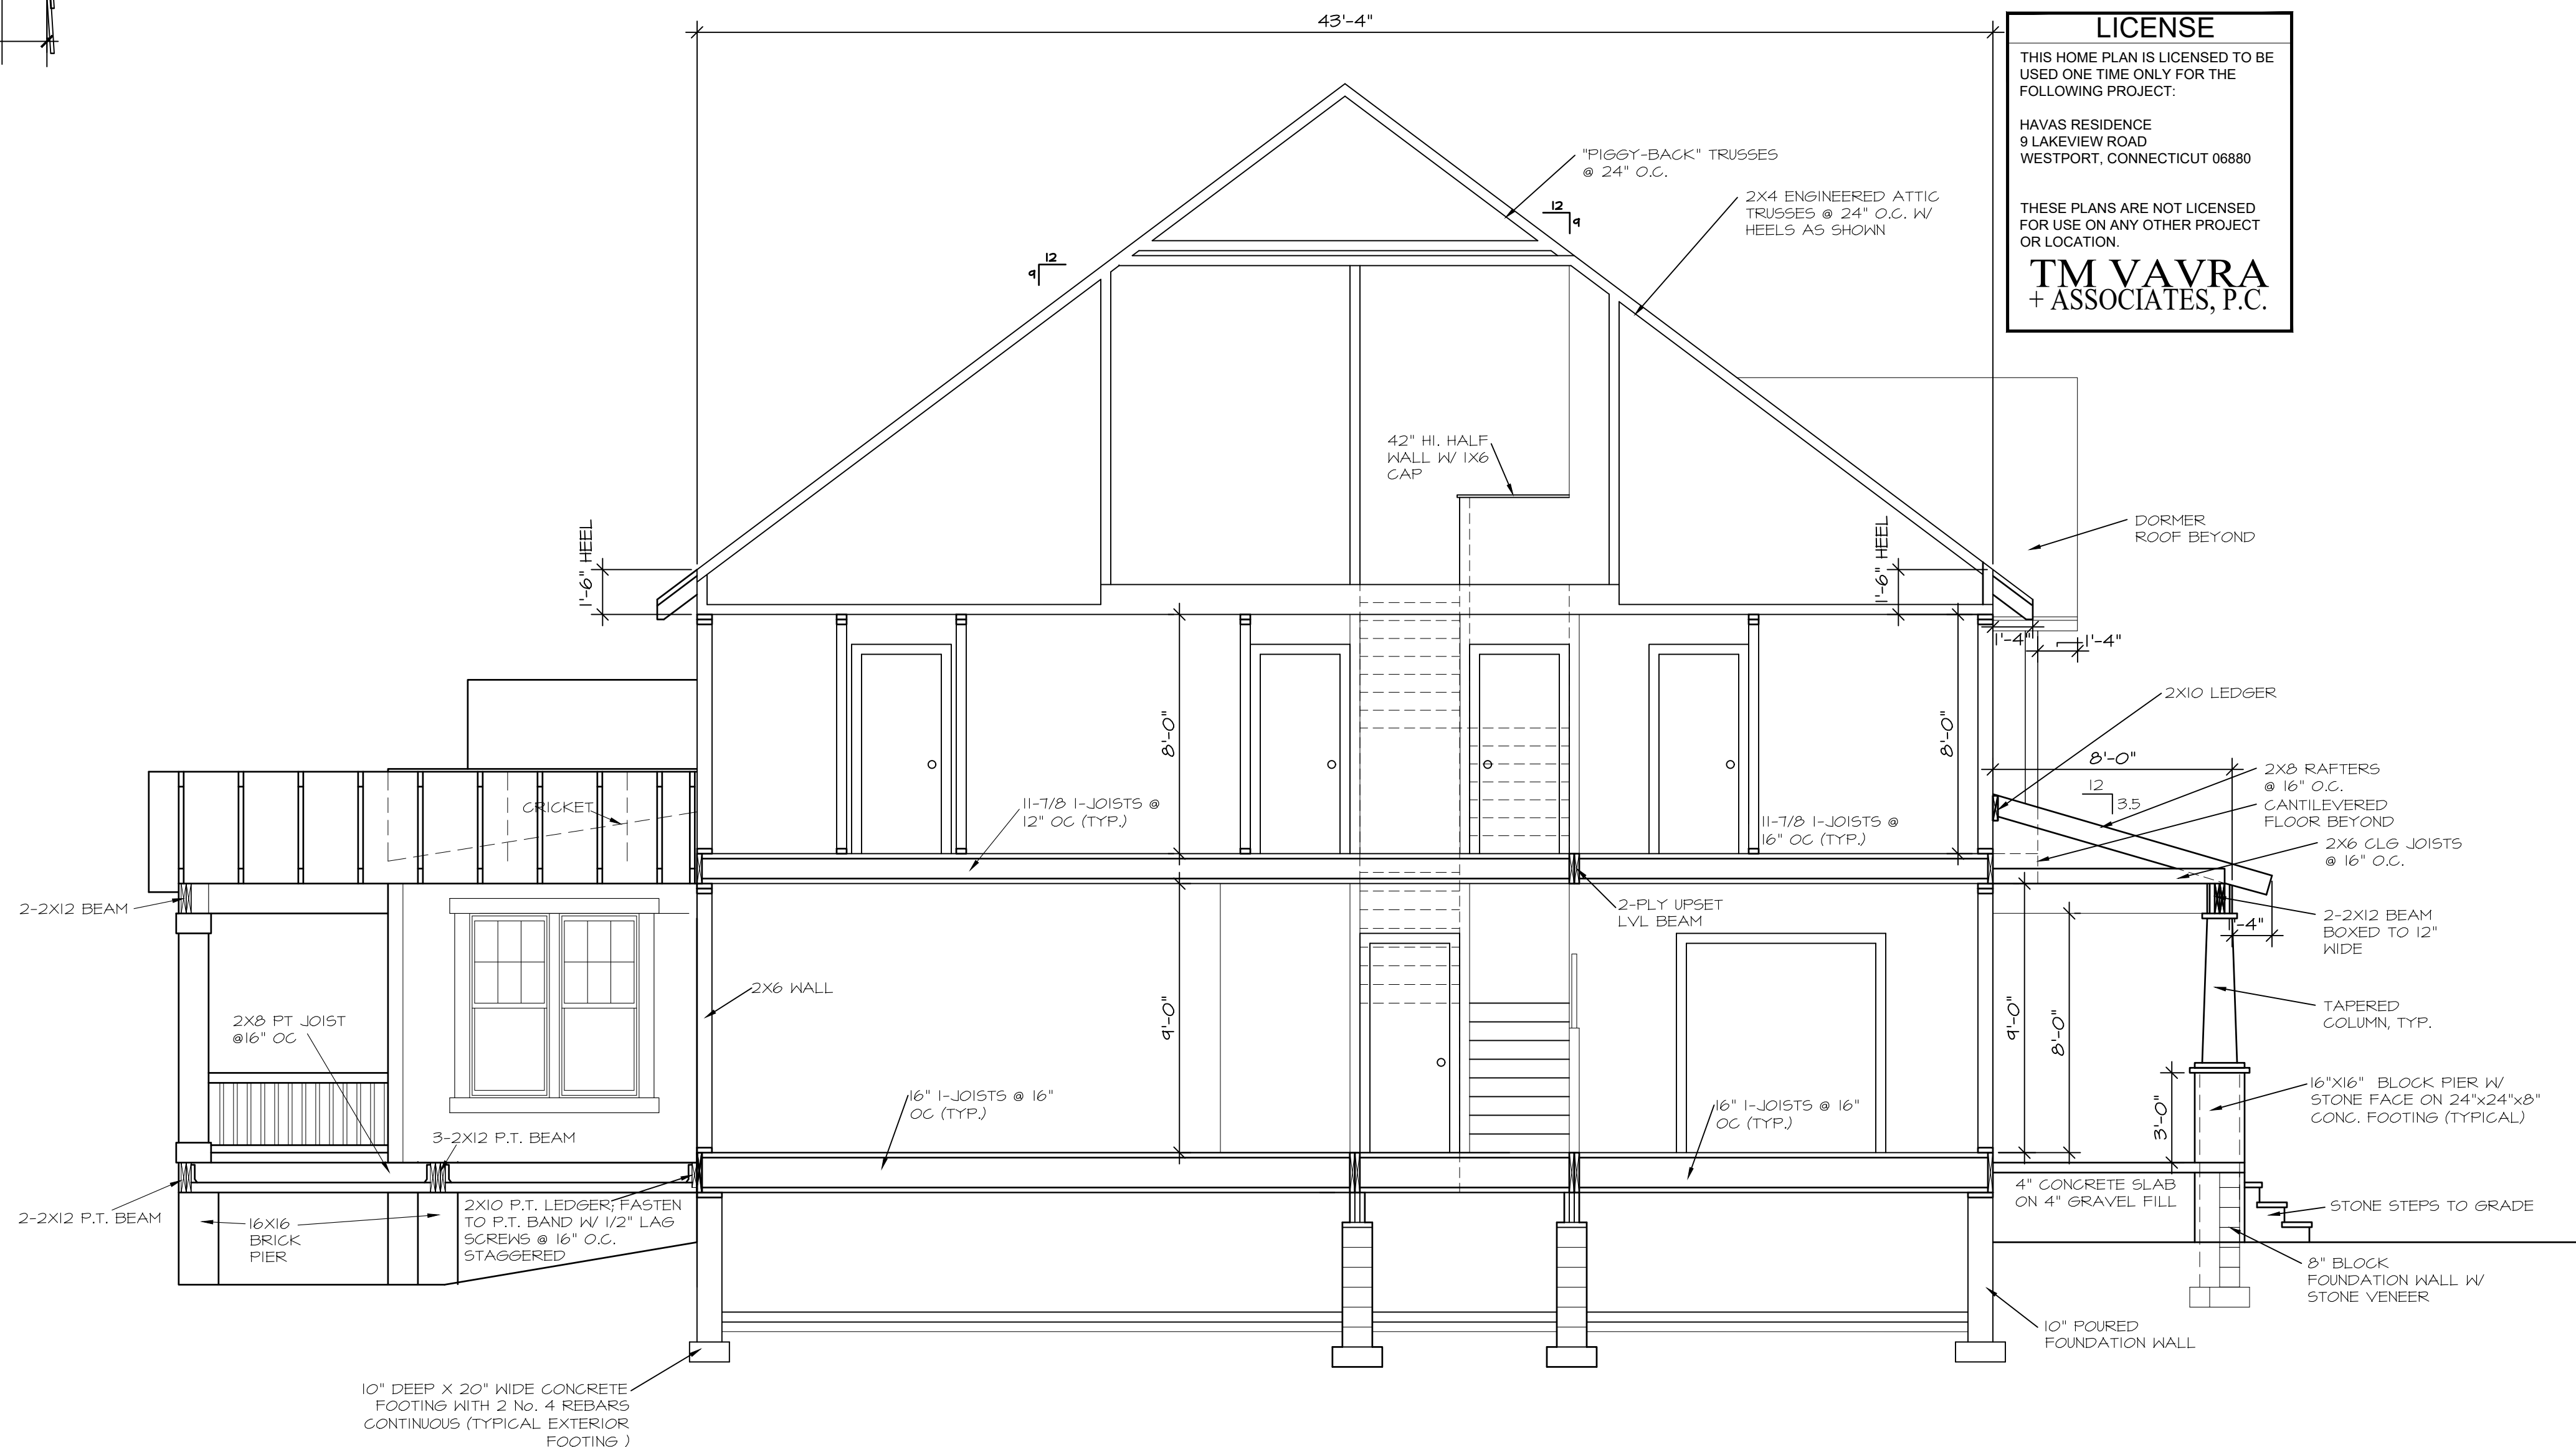 43'-4"
LICENSE
THIS HOME PLAN IS LICENSED TO BE
USED ONE TIME ONLY FOR THE
FOLLOWING PROJECT:
HAVAS RESIDENCE
9 LAKEVIEW ROAD
WESTPORT, CONNECTICUT 06880
THESE PLANS ARE NOT LICENSED
FOR USE ON ANY OTHER PROJECT
OR LOCATION.
TM VAVRA
+ ASSOCIATES, P.C.
"PIGGY-BACK" TRUSSES
@ 24" O.C.
2X4 ENGINEERED ATTIC
TRUSSES @ 24" O.C. W/
HEELS AS SHOWN
12
9
12
9
42" HI. HALF
WALL W/ 1X6
CAP
1'-6" HEEL
1'-6" HEEL
DORMER
ROOF BEYOND
1'-4"
1'-4"
8'-0"
8'-0"
2X10 LEDGER
8'-0"
12
3.5
2X8 RAFTERS
@ 16" O.C.
CANTILEVERED
FLOOR BEYOND
2X6 CLG JOISTS
@ 16" O.C.
CRICKET
11-7/8 I-JOISTS @
12" OC (TYP.)
11-7/8 I-JOISTS @
16" OC (TYP.)
2-2X12 BEAM
2-PLY UPSET
LVL BEAM
2-2X12 BEAM
BOXED TO 12"
WIDE
1'-4"
2X6 WALL
9'-0"
9'-0"
8'-0"
TAPERED
COLUMN, TYP.
2X8 PT JOIST
@16" OC
16" I-JOISTS @ 16"
OC (TYP.)
16" I-JOISTS @ 16"
OC (TYP.)
3'-0"
16"X16" BLOCK PIER W/
STONE FACE ON 24"x24"x8"
CONC. FOOTING (TYPICAL)
3-2X12 P.T. BEAM
2-2X12 P.T. BEAM
16X16
BRICK
PIER
2X10 P.T. LEDGER; FASTEN
TO P.T. BAND W/ 1/2" LAG
SCREWS @ 16" O.C.
STAGGERED
4" CONCRETE SLAB
ON 4" GRAVEL FILL
STONE STEPS TO GRADE
8" BLOCK
FOUNDATION WALL W/
STONE VENEER
10" POURED
FOUNDATION WALL
10" DEEP X 20" WIDE CONCRETE
FOOTING WITH 2 No. 4 REBARS
CONTINUOUS (TYPICAL EXTERIOR
FOOTING )